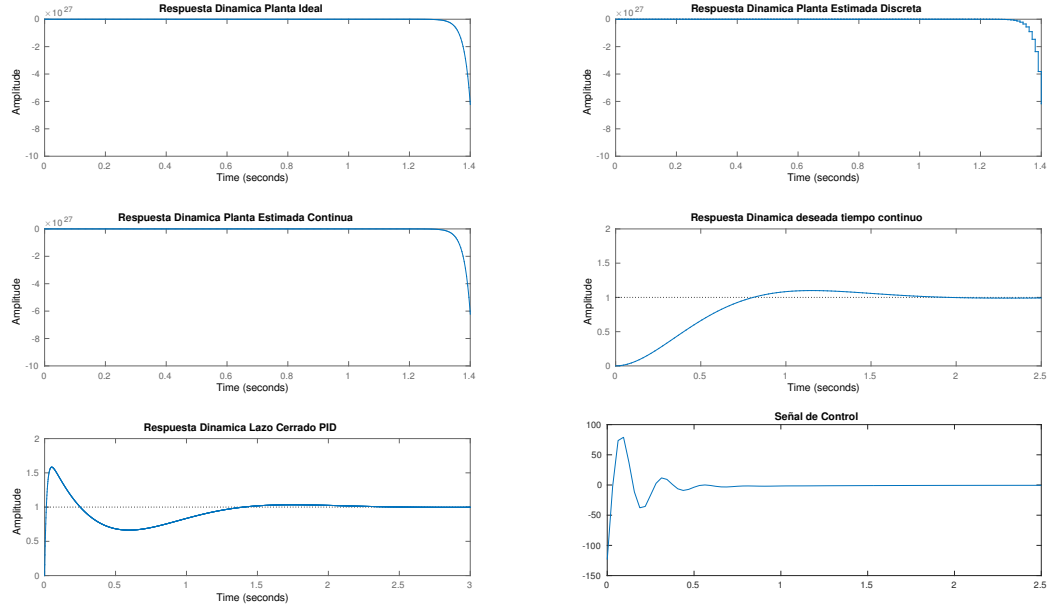 Respuesta Dinamica Planta Ideal
×10^27
0
-2
-4
-6
-8
-10
Amplitude
0 0.2 0.4 0.6 0.8 1 1.2 1.4
Time (seconds)
Respuesta Dinamica Planta Estimada Discreta
×10^27
0
-2
-4
-6
-8
-10
Amplitude
0 0.2 0.4 0.6 0.8 1 1.2 1.4
Time (seconds)
Respuesta Dinamica Planta Estimada Continua
×10^27
0
-2
-4
-6
-8
-10
Amplitude
0 0.2 0.4 0.6 0.8 1 1.2 1.4
Time (seconds)
Respuesta Dinamica deseada tiempo continuo
2
1.5
1
0.5
0
Amplitude
0 0.5 1 1.5 2 2.5
Time (seconds)
Respuesta Dinamica Lazo Cerrado PID
2
1.5
1
0.5
0
Amplitude
0 0.5 1 1.5 2 2.5 3
Time (seconds)
Señal de Control
100
50
0
-50
-100
-150
0 0.5 1 1.5 2 2.5